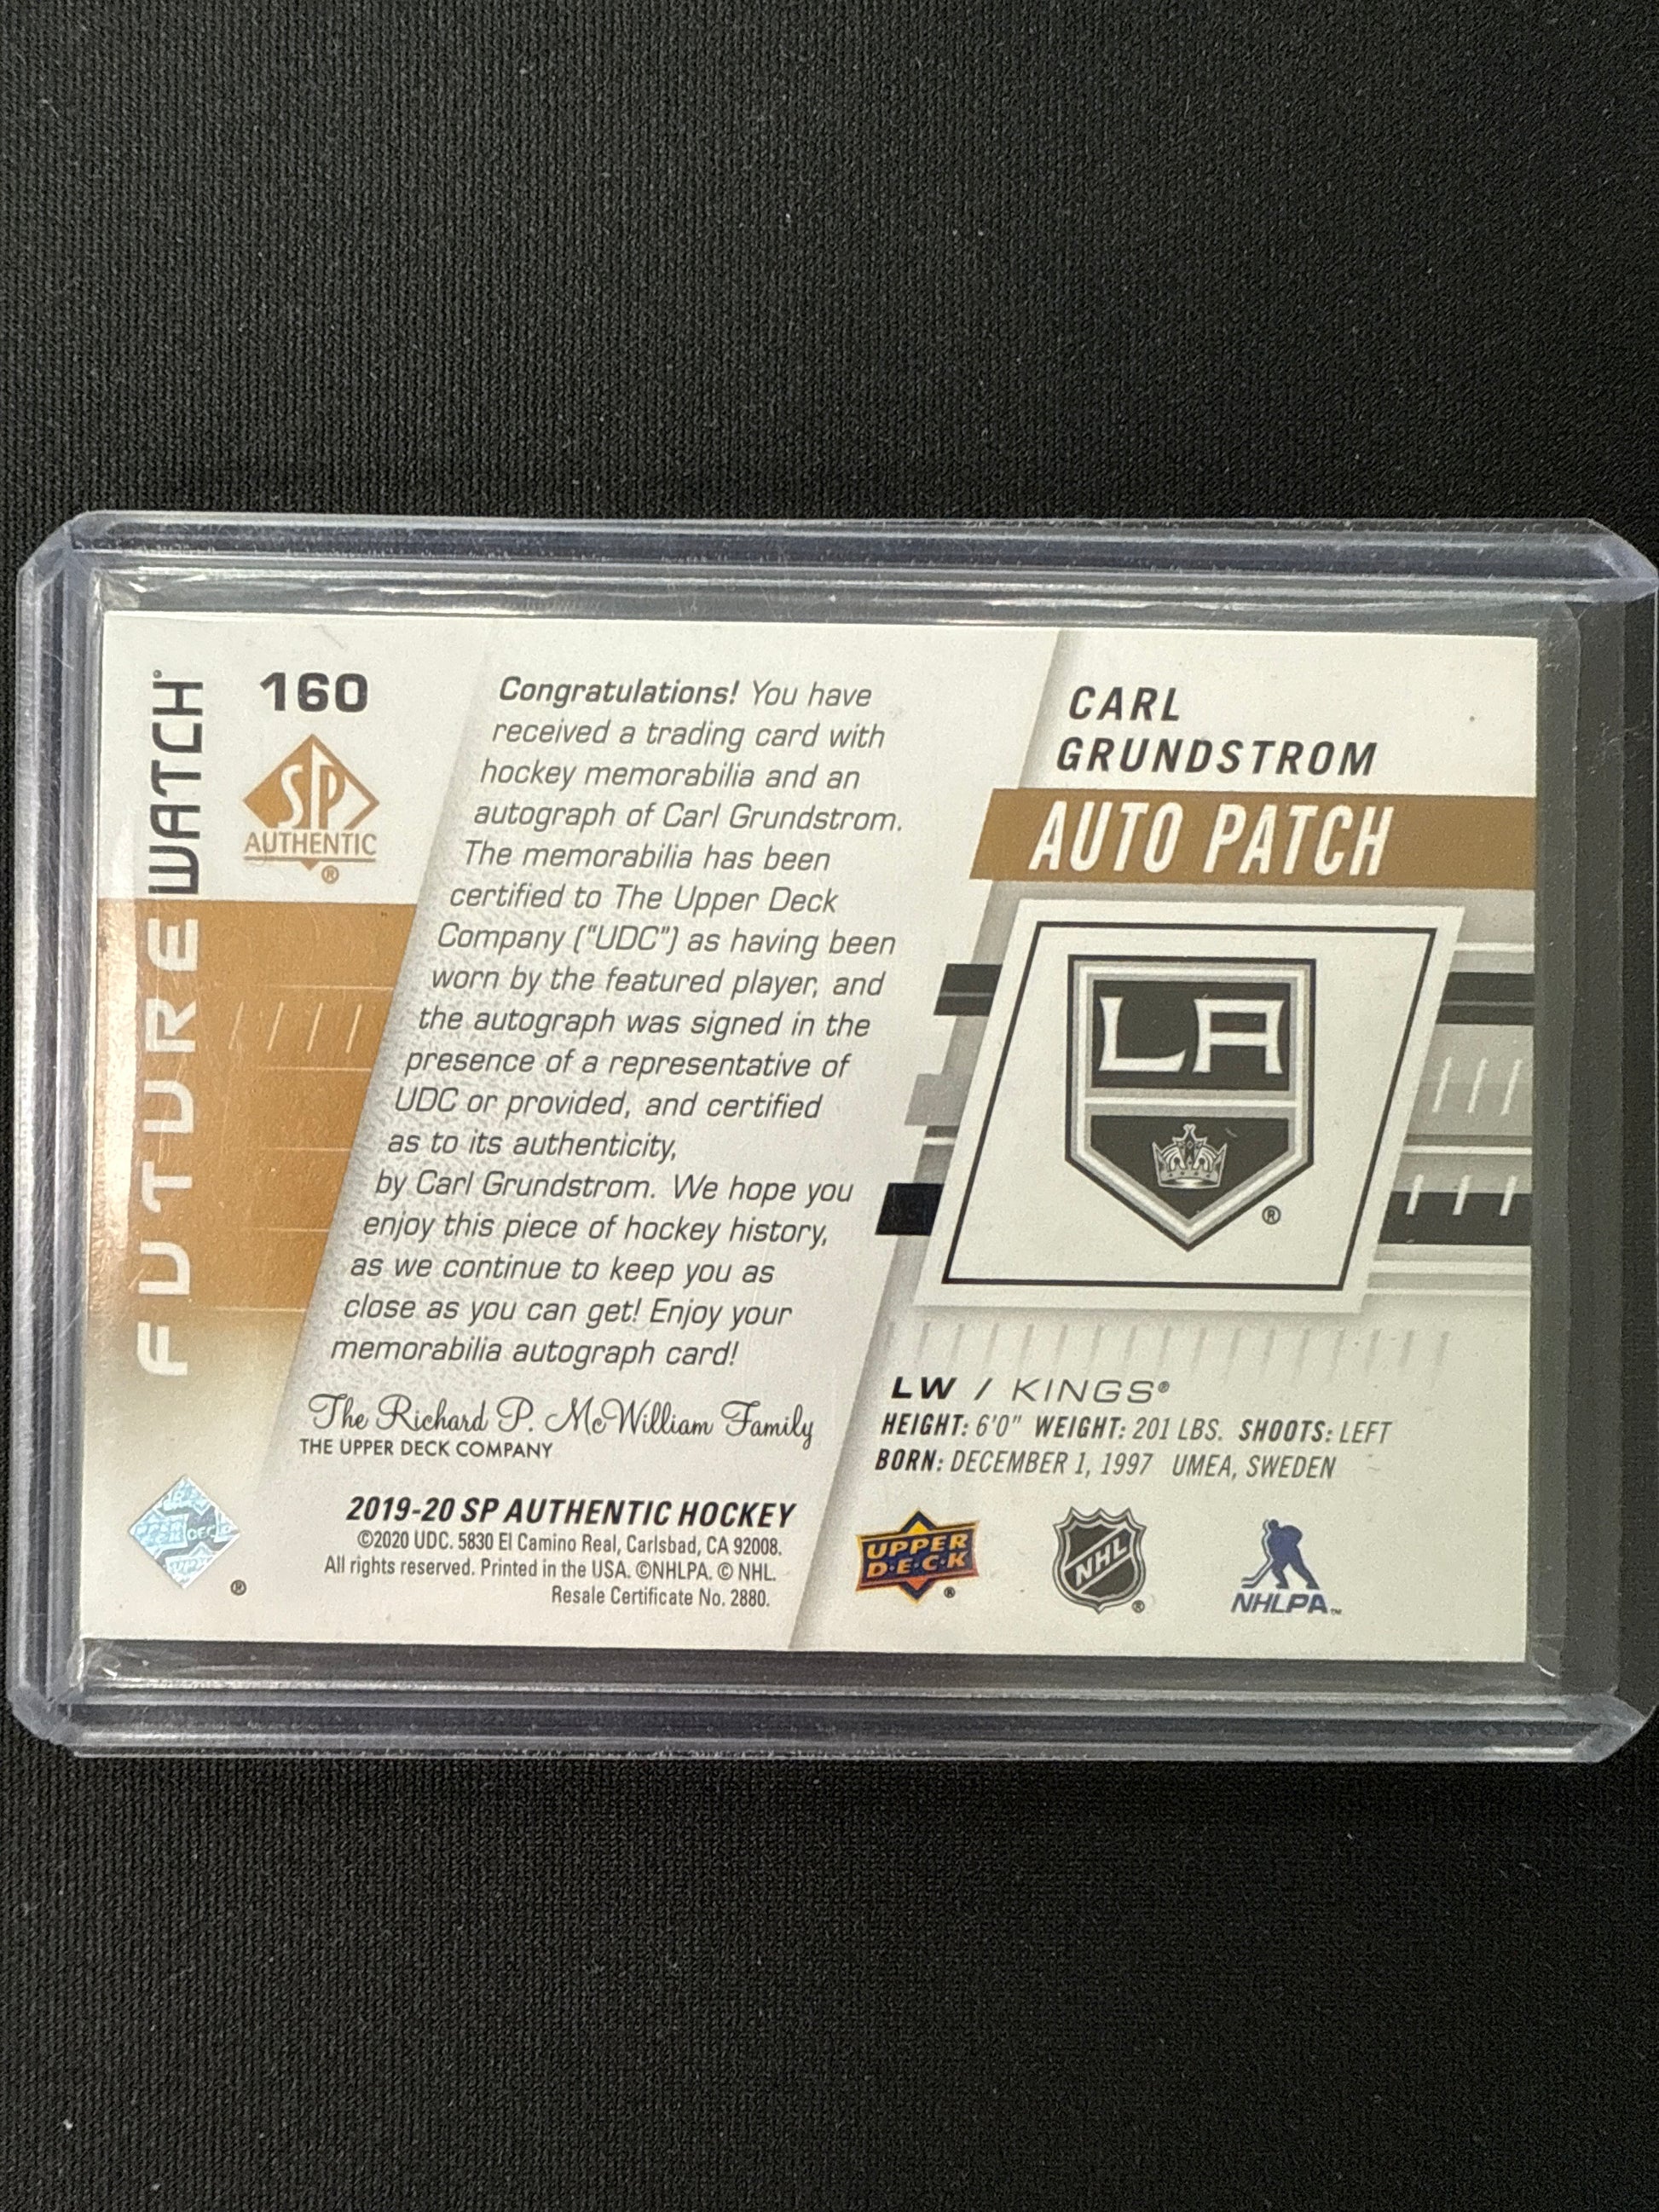 FUTURE WATCH
160
SP
AUTHENTIC
®
Congratulations! You have
received a trading card with
hockey memorabilia and an
autograph of Carl Grundstrom.
The memorabilia has been
certified to The Upper Deck
Company ("UDC") as having been
worn by the featured player, and
the autograph was signed in the
presence of a representative of
UDC or provided, and certified
as to its authenticity,
by Carl Grundstrom. We hope you
enjoy this piece of hockey history,
as we continue to keep you as
close as you can get! Enjoy your
memorabilia autograph card!
The Richard P. McWilliam Family
THE UPPER DECK COMPANY
2019-20 SP AUTHENTIC HOCKEY
©2020 UDC. 5830 El Camino Real, Carlsbad, CA 92008.
All rights reserved. Printed in the USA. ©NHLPA. © NHL.
Resale Certificate No. 2880.
®
CARL
GRUNDSTROM
AUTO PATCH
LA
®
LW / KINGS®
HEIGHT: 6'0" WEIGHT: 201 LBS. SHOOTS: LEFT
BORN: DECEMBER 1, 1997 UMEA, SWEDEN
UPPER
D·E·C·K
®
NHL
®
NHLPA™